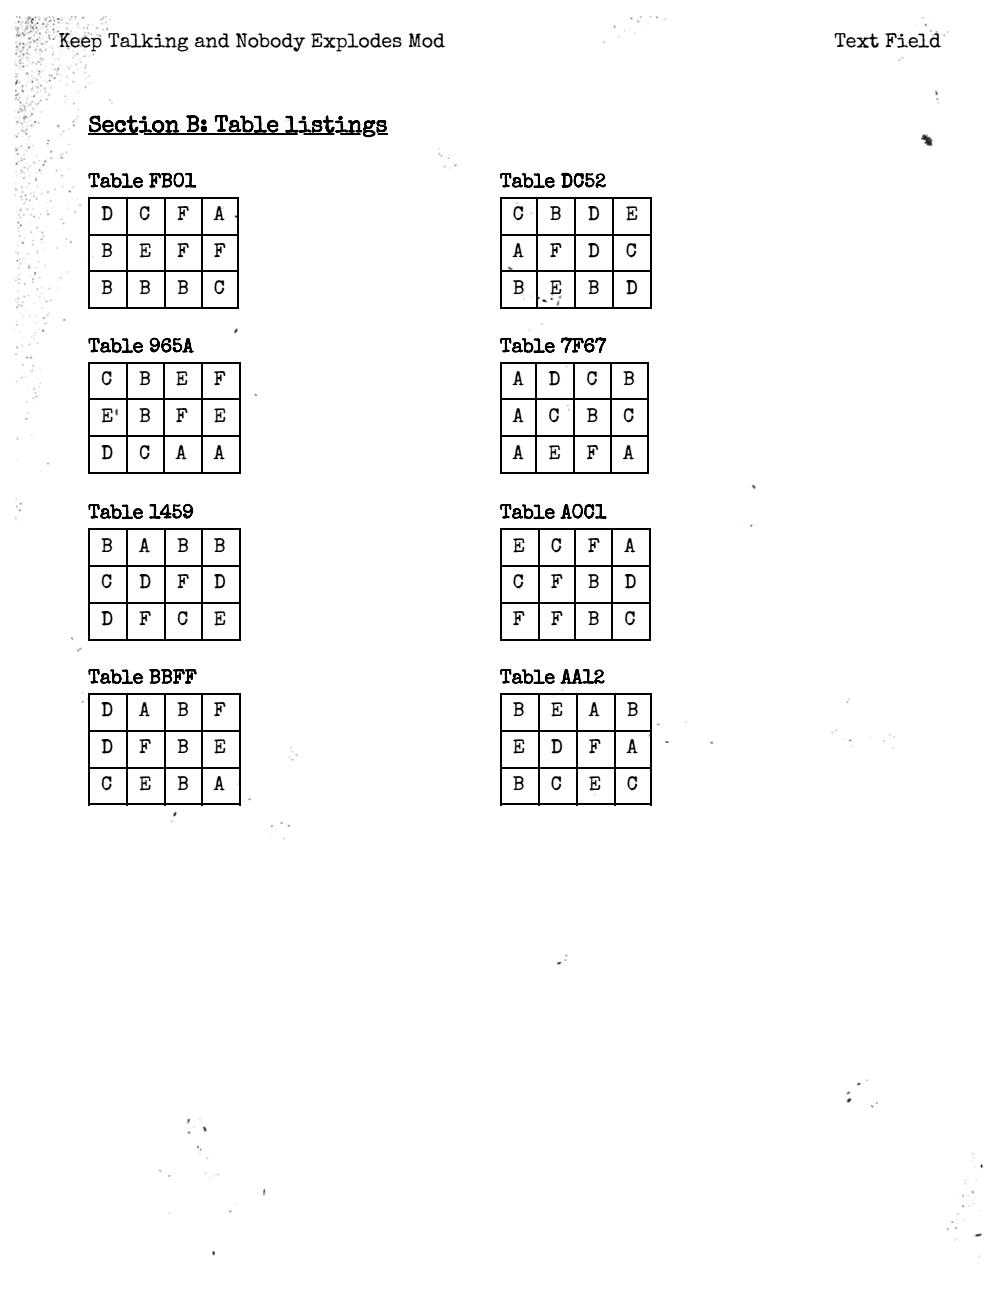 Keep Talking and Nobody Explodes Mod Text Field
Section B: Table listings
Table FB01
D C F A
B E F F
B B B C
Table DC52
C B D E
A F D C
B E B D
Table 965A
C B E F
E B F E
D C A A
Table 7F67
A D C B
A C B C
A E F A
Table 1459
B A B B
C D F D
D F C E
Table A0C1
E C F A
C F B D
F F B C
Table BBFF
D A B F
D F B E
C E B A
Table AA12
B E A B
E D F A
B C E C